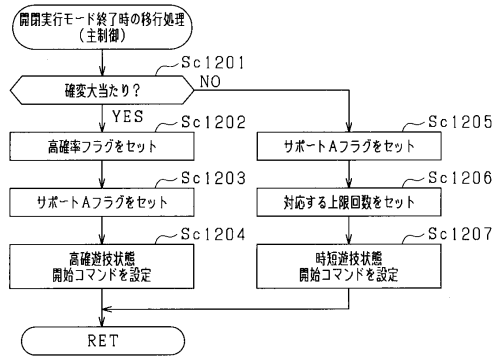 開閉実行モード終了時の移行処理
(主制御)
Sc1201
確変大当たり?
NO
YES
Sc1202
高確率フラグをセット
Sc1203
サポートAフラグをセット
Sc1204
高確遊技状態
開始コマンドを設定
Sc1205
サポートAフラグをセット
Sc1206
対応する上限回数をセット
Sc1207
時短遊技状態
開始コマンドを設定
RET